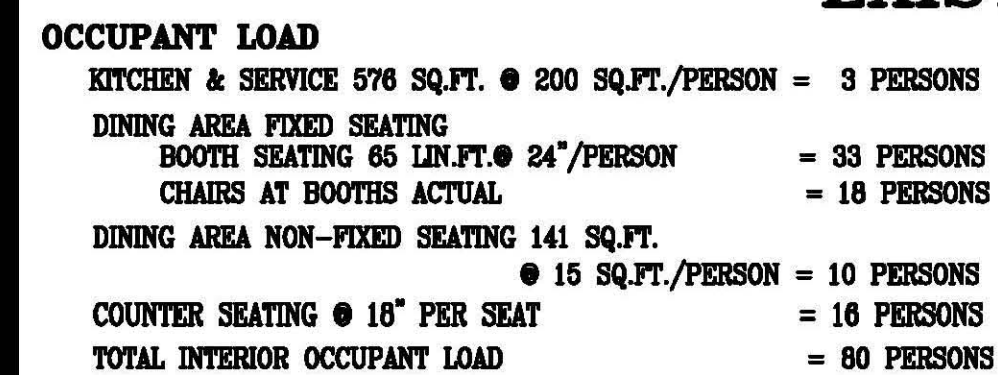 OCCUPANT LOAD
KITCHEN & SERVICE 576 SQ.FT. @ 200 SQ.FT./PERSON = 3 PERSONS
DINING AREA FIXED SEATING
BOOTH SEATING 65 LIN.FT.@ 24"/PERSON = 33 PERSONS
CHAIRS AT BOOTHS ACTUAL = 18 PERSONS
DINING AREA NON-FIXED SEATING 141 SQ.FT.
@ 15 SQ.FT./PERSON = 10 PERSONS
COUNTER SEATING @ 18" PER SEAT = 16 PERSONS
TOTAL INTERIOR OCCUPANT LOAD = 80 PERSONS